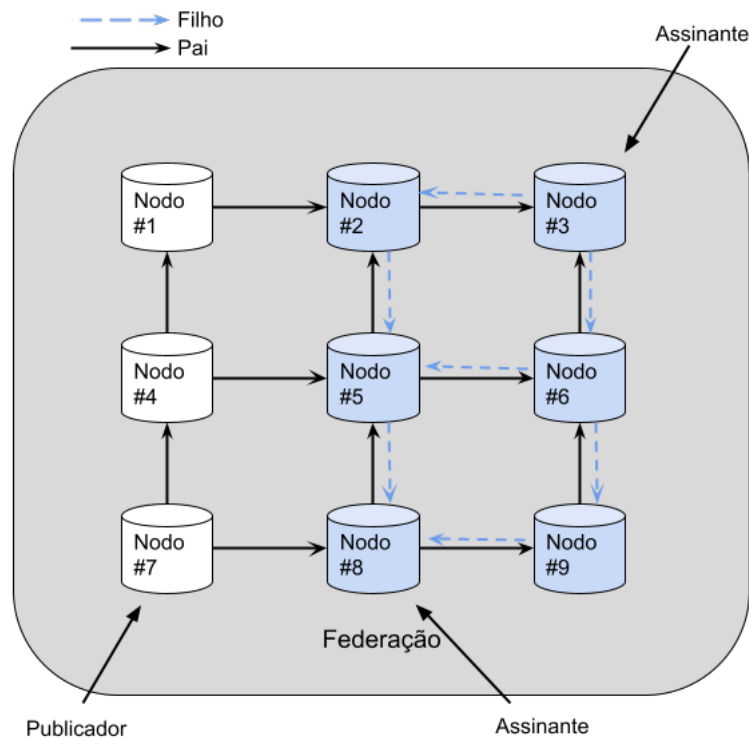 Filho
Pai
Assinante
Nodo
#1
Nodo
#2
Nodo
#3
Nodo
#4
Nodo
#5
Nodo
#6
Nodo
#7
Nodo
#8
Nodo
#9
Federação
Publicador
Assinante